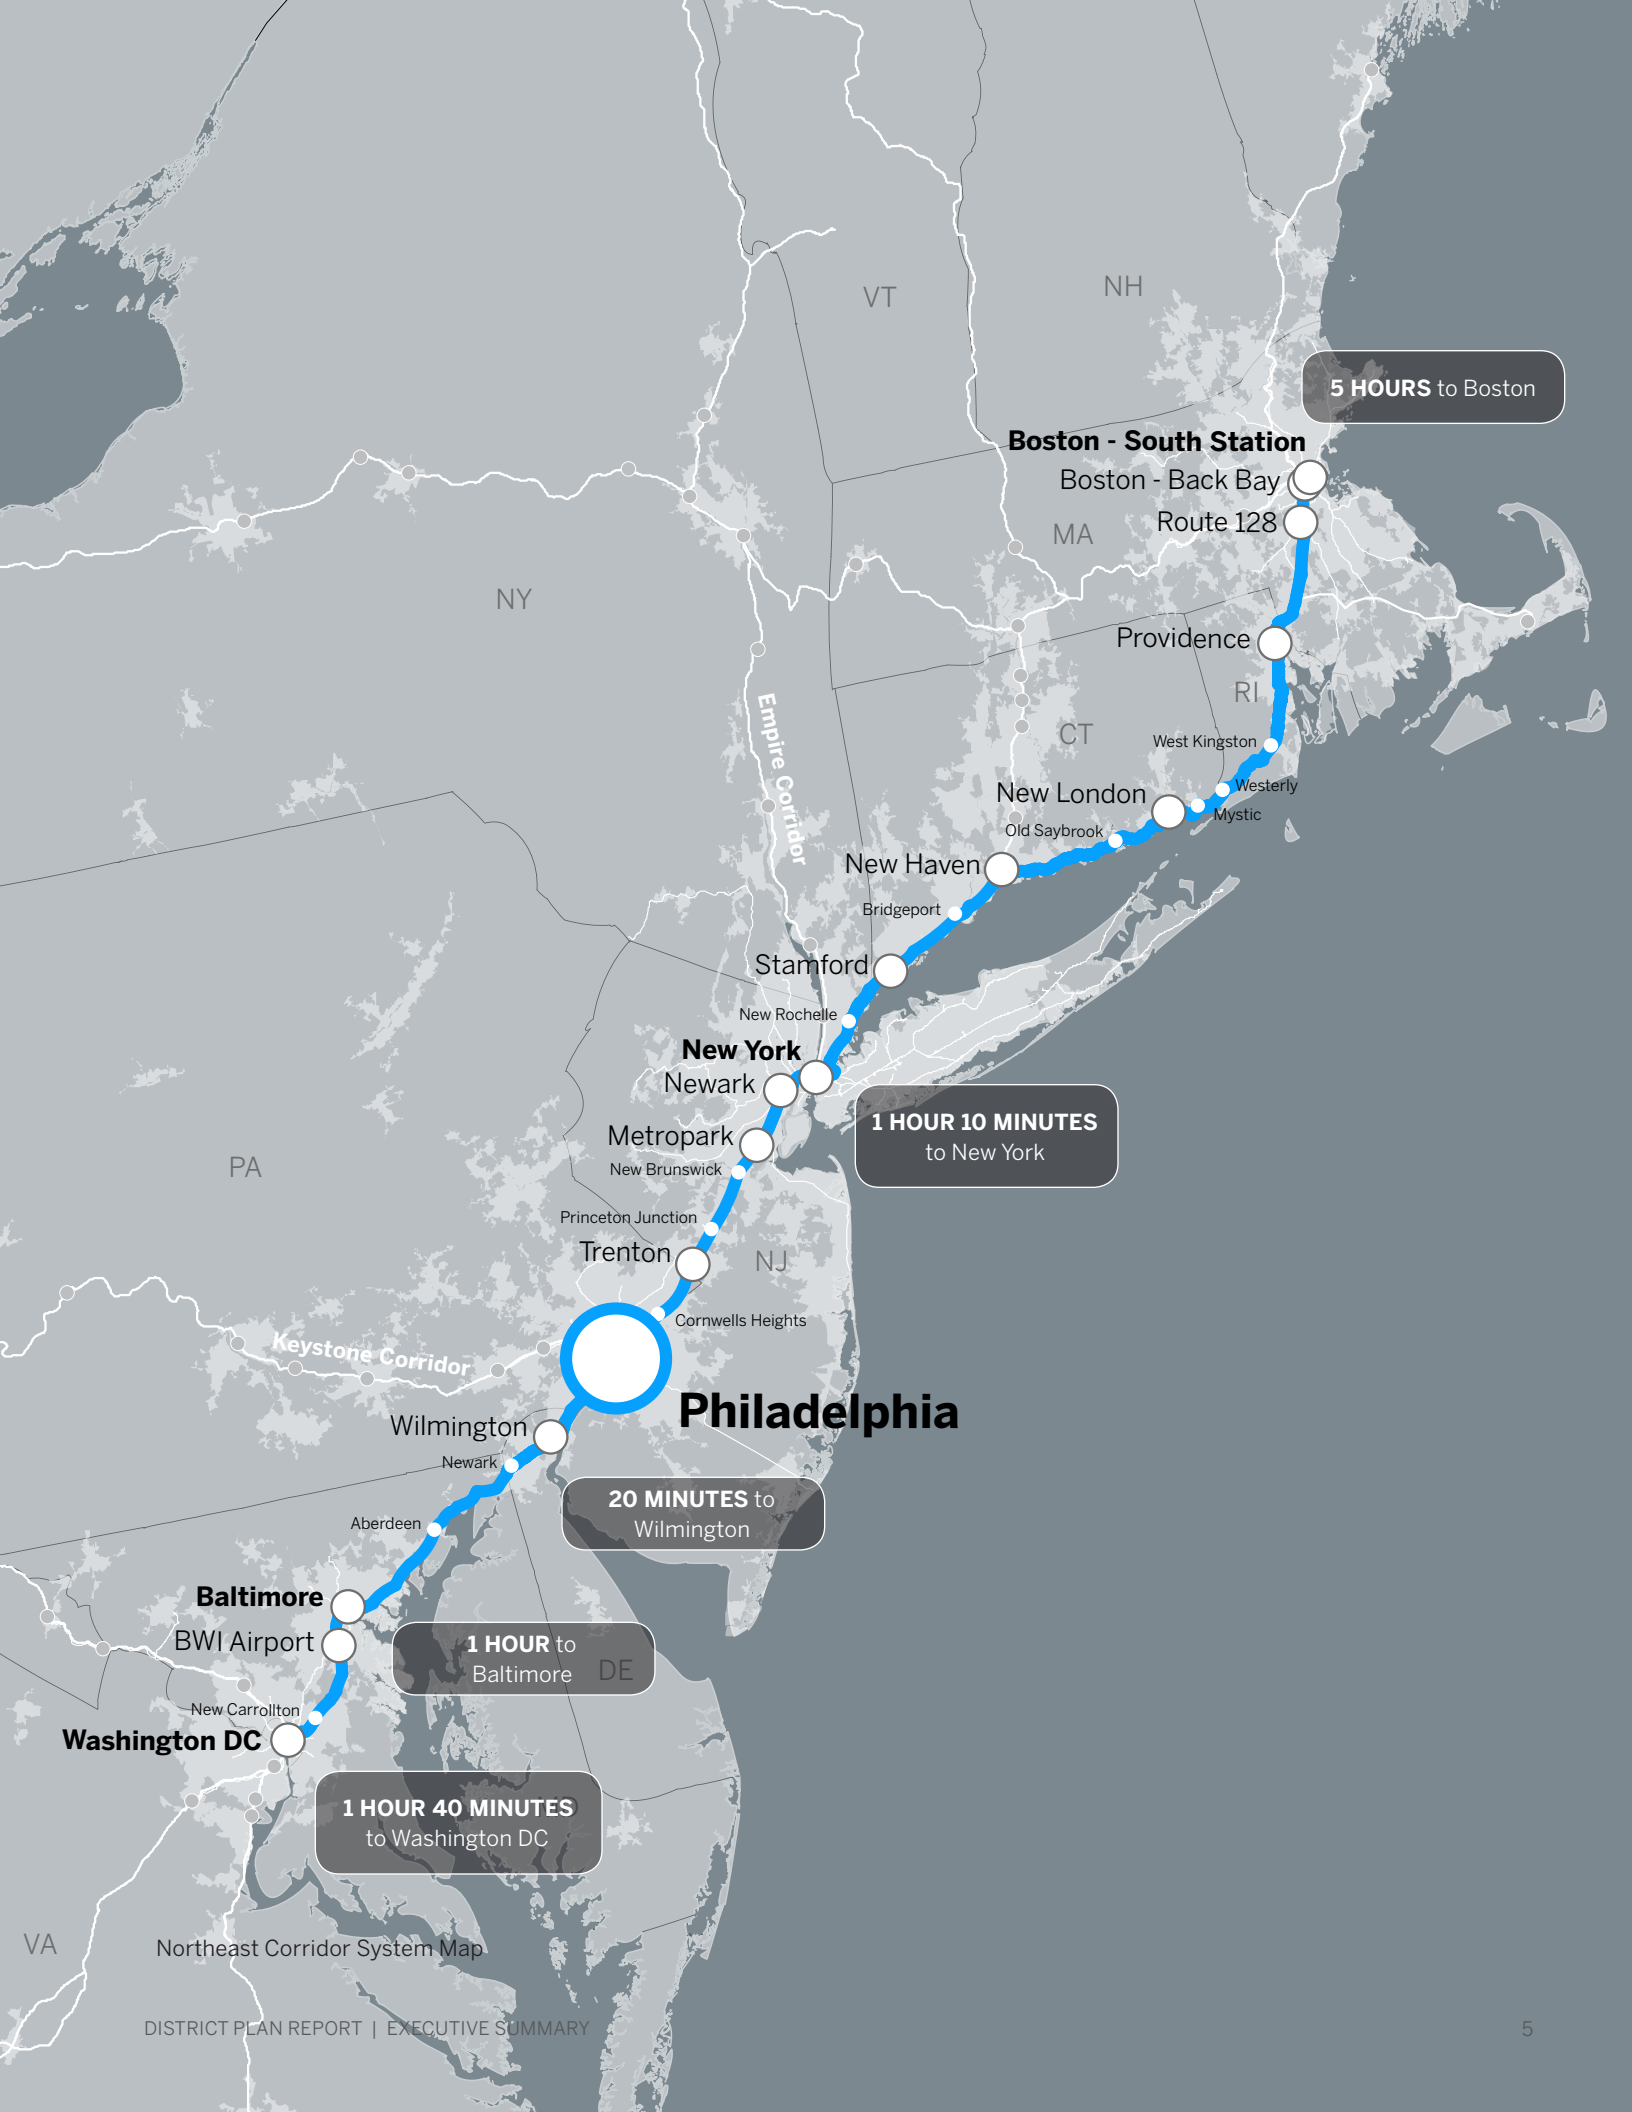 VT
NH
5 HOURS to Boston
Boston - South Station
Boston - Back Bay
Route 128
MA
NY
Providence
RI
Empire Corridor
CT
West Kingston
Westerly
New London
Mystic
Old Saybrook
New Haven
Bridgeport
Stamford
New Rochelle
New York
Newark
1 HOUR 10 MINUTES
to New York
Metropark
New Brunswick
PA
Princeton Junction
Trenton
NJ
Cornwells Heights
Keystone Corridor
Philadelphia
Wilmington
Newark
20 MINUTES to
Wilmington
Aberdeen
Baltimore
BWI Airport
1 HOUR to
Baltimore
DE
New Carrollton
Washington DC
1 HOUR 40 MINUTES
to Washington DC
MD
VA
Northeast Corridor System Map
DISTRICT PLAN REPORT | EXECUTIVE SUMMARY
5